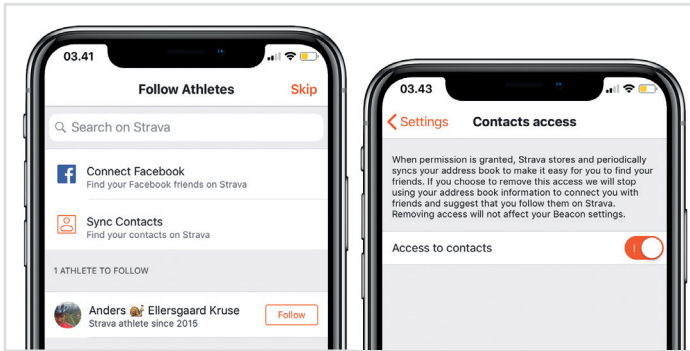 03.41
Follow Athletes
Skip
Search on Strava
Connect Facebook
Find your Facebook friends on Strava
Sync Contacts
Find your contacts on Strava
1 ATHLETE TO FOLLOW
Anders 🐌 Ellersgaard Kruse
Strava athlete since 2015
Follow
03.43
Settings
Contacts access
When permission is granted, Strava stores and periodically
syncs your address book to make it easy for you to find your
friends. If you choose to remove this access we will stop
using your address book information to connect you with
friends and suggest that you follow them on Strava.
Removing access will not affect your Beacon settings.
Access to contacts